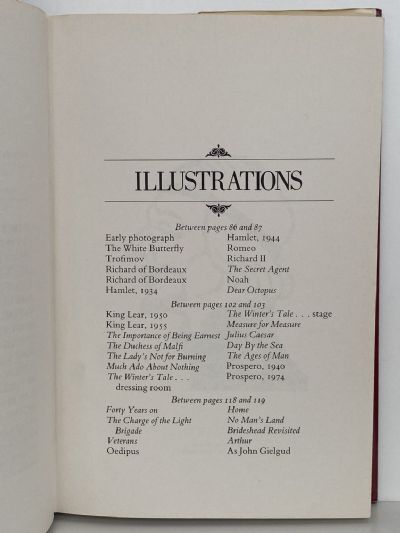 ILLUSTRATIONS
Between pages 86 and 87
Early photograph
The White Butterfly
Trofimov
Richard of Bordeaux
Richard of Bordeaux
Hamlet, 1934
Hamlet, 1944
Romeo
Richard II
The Secret Agent
Noah
Dear Octopus
Between pages 102 and 103
King Lear, 1950
King Lear, 1955
The Importance of Being Earnest
The Duchess of Malfi
The Lady's Not for Burning
Much Ado About Nothing
The Winter's Tale . . .
dressing room
The Winter's Tale . . . stage
Measure for Measure
Julius Caesar
Day By the Sea
The Ages of Man
Prospero, 1940
Prospero, 1974
Between pages 118 and 119
Forty Years on
The Charge of the Light
Brigade
Veterans
Oedipus
Home
No Man's Land
Brideshead Revisited
Arthur
As John Gielgud